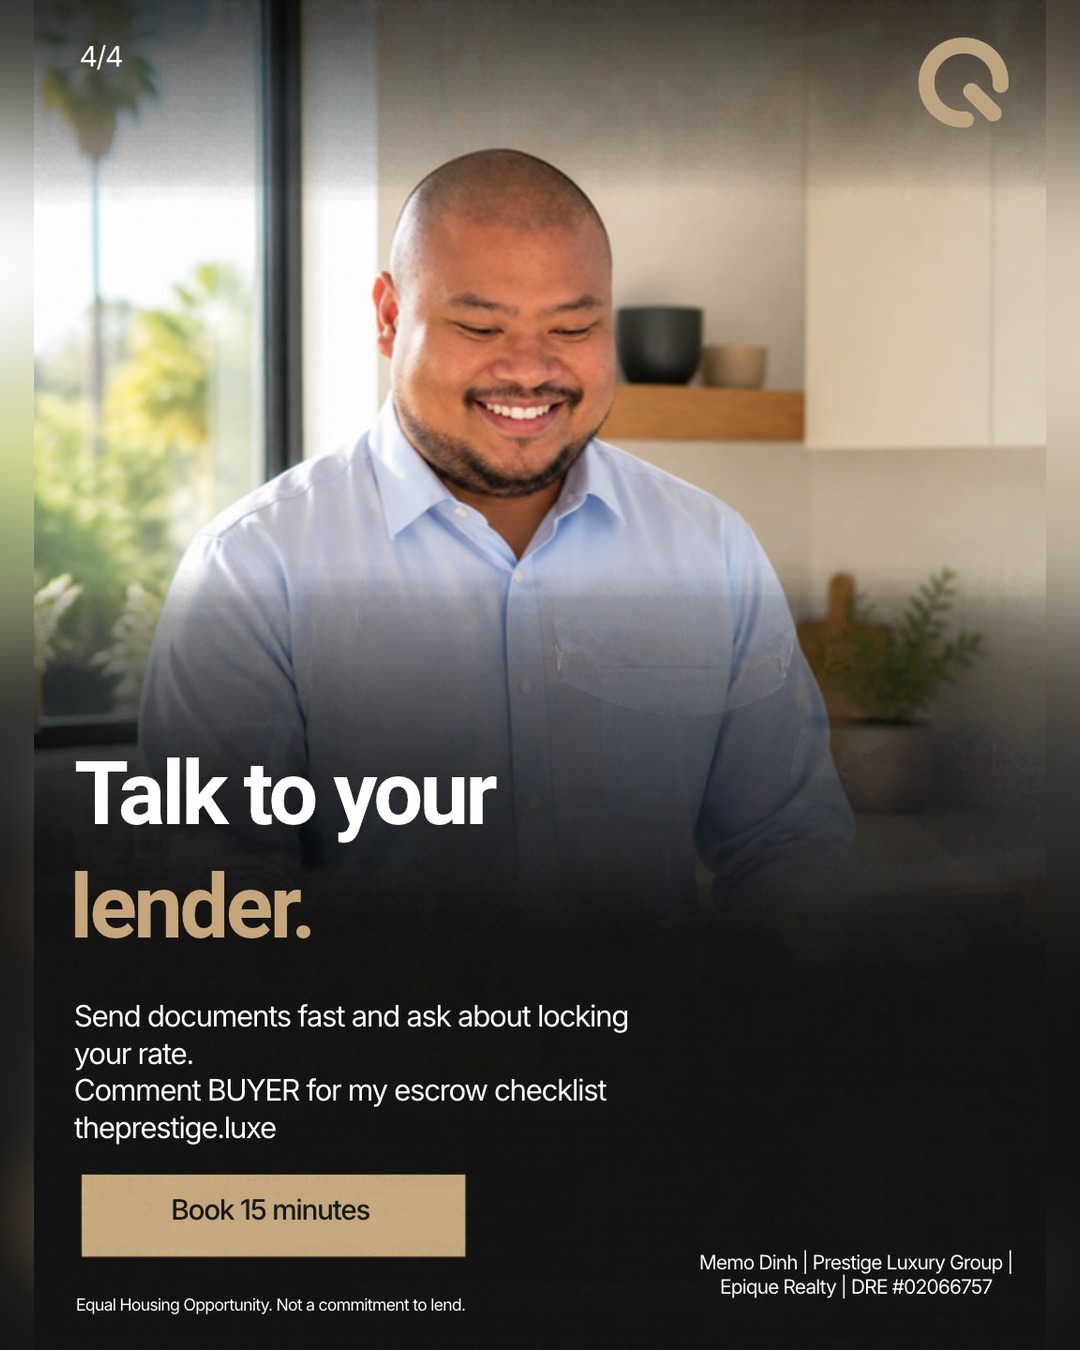 4/4
Talk to your
lender.
Send documents fast and ask about locking
your rate.
Comment BUYER for my escrow checklist
theprestige.luxe
Book 15 minutes
Memo Dinh | Prestige Luxury Group |
Epique Realty | DRE #02066757
Equal Housing Opportunity. Not a commitment to lend.